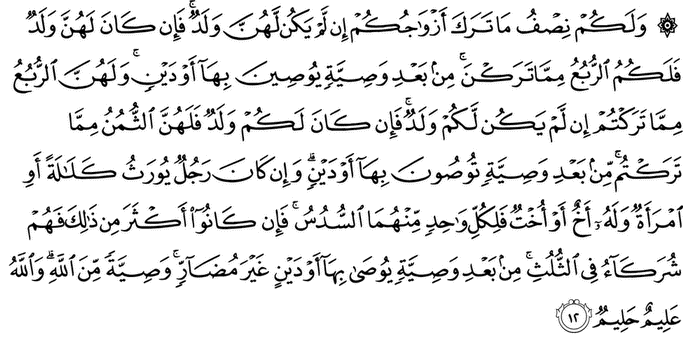 ۞ وَلَكُمْ نِصْفُ مَا تَرَكَ أَزْوَٰجُكُمْ إِن لَّمْ يَكُن لَّهُنَّ وَلَدٌ ۚ فَإِن كَانَ لَهُنَّ وَلَدٌ
فَلَكُمُ ٱلرُّبُعُ مِمَّا تَرَكْنَ ۚ مِنۢ بَعْدِ وَصِيَّةٍ يُوصِينَ بِهَآ أَوْ دَيْنٍ ۚ وَلَهُنَّ ٱلرُّبُعُ
مِمَّا تَرَكْتُمْ إِن لَّمْ يَكُن لَّكُمْ وَلَدٌ ۚ فَإِن كَانَ لَكُمْ وَلَدٌ فَلَهُنَّ ٱلثُّمُنُ مِمَّا
تَرَكْتُم ۚ مِّنۢ بَعْدِ وَصِيَّةٍ تُوصُونَ بِهَآ أَوْ دَيْنٍ ۗ وَإِن كَانَ رَجُلٌ يُورَثُ كَلَٰلَةً أَوِ
ٱمْرَأَةٌ وَلَهُۥٓ أَخٌ أَوْ أُخْتٌ فَلِكُلِّ وَٰحِدٍ مِّنْهُمَا ٱلسُّدُسُ ۚ فَإِن كَانُوٓا۟ أَكْثَرَ مِن ذَٰلِكَ فَهُمْ
شُرَكَآءُ فِى ٱلثُّلُثِ ۚ مِنۢ بَعْدِ وَصِيَّةٍ يُوصَىٰ بِهَآ أَوْ دَيْنٍ غَيْرَ مُضَآرٍّ ۚ وَصِيَّةً مِّنَ ٱللَّهِ ۗ وَٱللَّهُ
عَلِيمٌ حَلِيمٌ ١٢